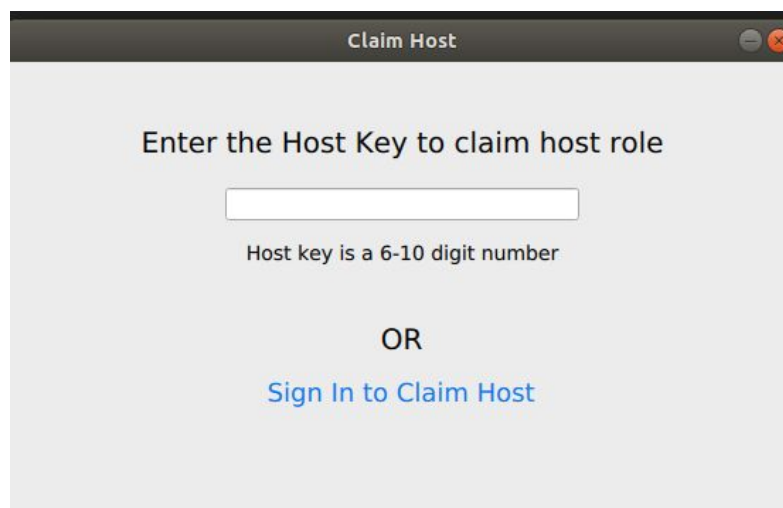 Claim Host
Enter the Host Key to claim host role
Host key is a 6-10 digit number
OR
Sign In to Claim Host